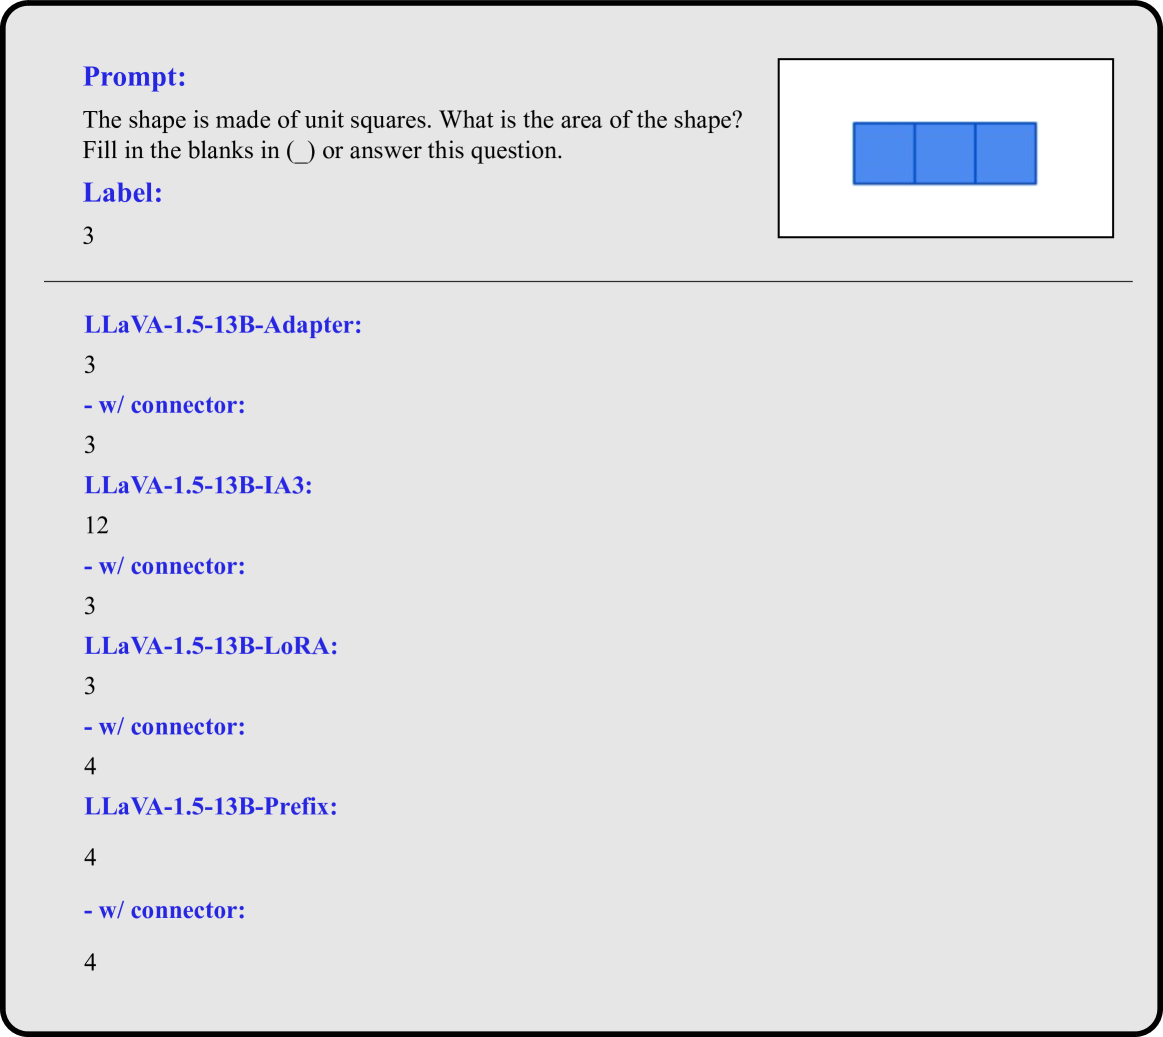 Prompt:
The shape is made of unit squares. What is the area of the shape?
Fill in the blanks in (_) or answer this question.
Label:
3
LLaVA-1.5-13B-Adapter:
3
- w/ connector:
3
LLaVA-1.5-13B-IA3:
12
- w/ connector:
3
LLaVA-1.5-13B-LoRA:
3
- w/ connector:
4
LLaVA-1.5-13B-Prefix:
4
- w/ connector:
4